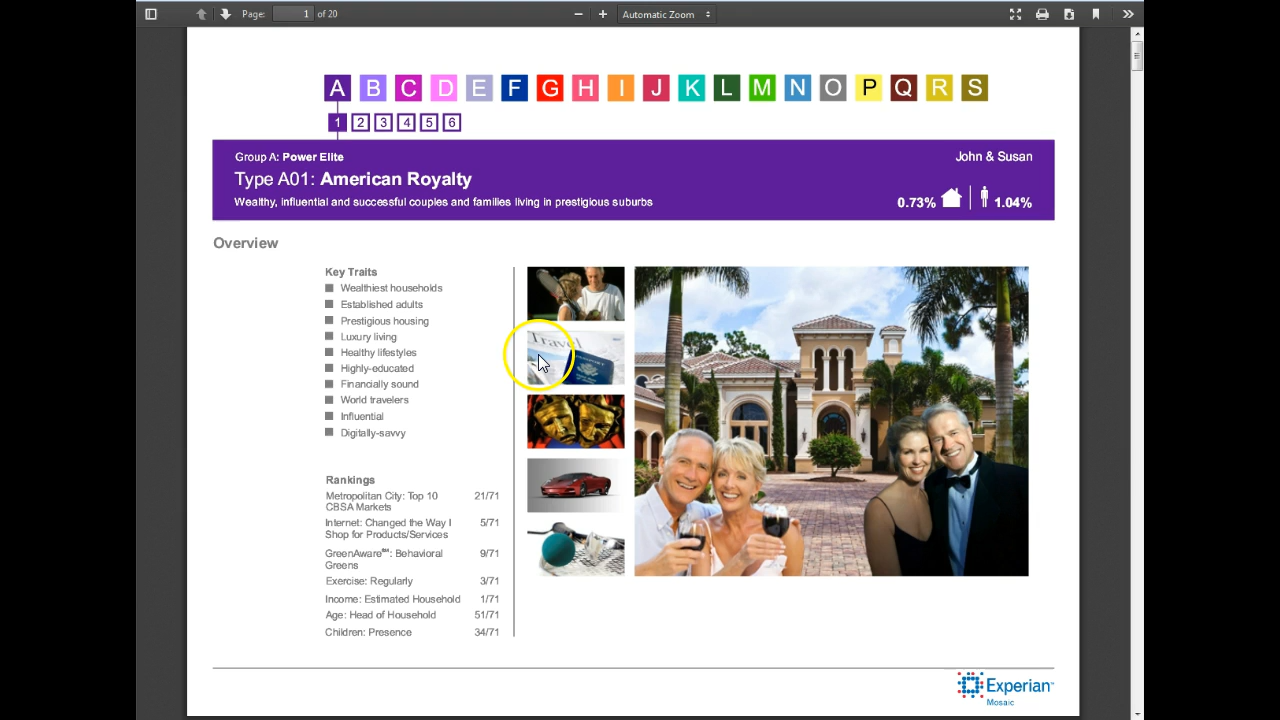 Page: 1 of 20
Automatic Zoom
A B C D E F G H I J K L M N O P Q R S
1 2 3 4 5 6
Group A: Power Elite
John & Susan
Type A01: American Royalty
Wealthy, influential and successful couples and families living in prestigious suburbs
0.73% 1.04%
Overview
Key Traits
Wealthiest households
Established adults
Prestigious housing
Luxury living
Healthy lifestyles
Highly-educated
Financially sound
World travelers
Influential
Digitally-savvy
Travel
Rankings
Metropolitan City: Top 10 21/71
CBSA Markets
Internet: Changed the Way I 5/71
Shop for Products/Services
GreenAware℠: Behavioral 9/71
Greens
Exercise: Regularly 3/71
Income: Estimated Household 1/71
Age: Head of Household 51/71
Children: Presence 34/71
Experian™
Mosaic